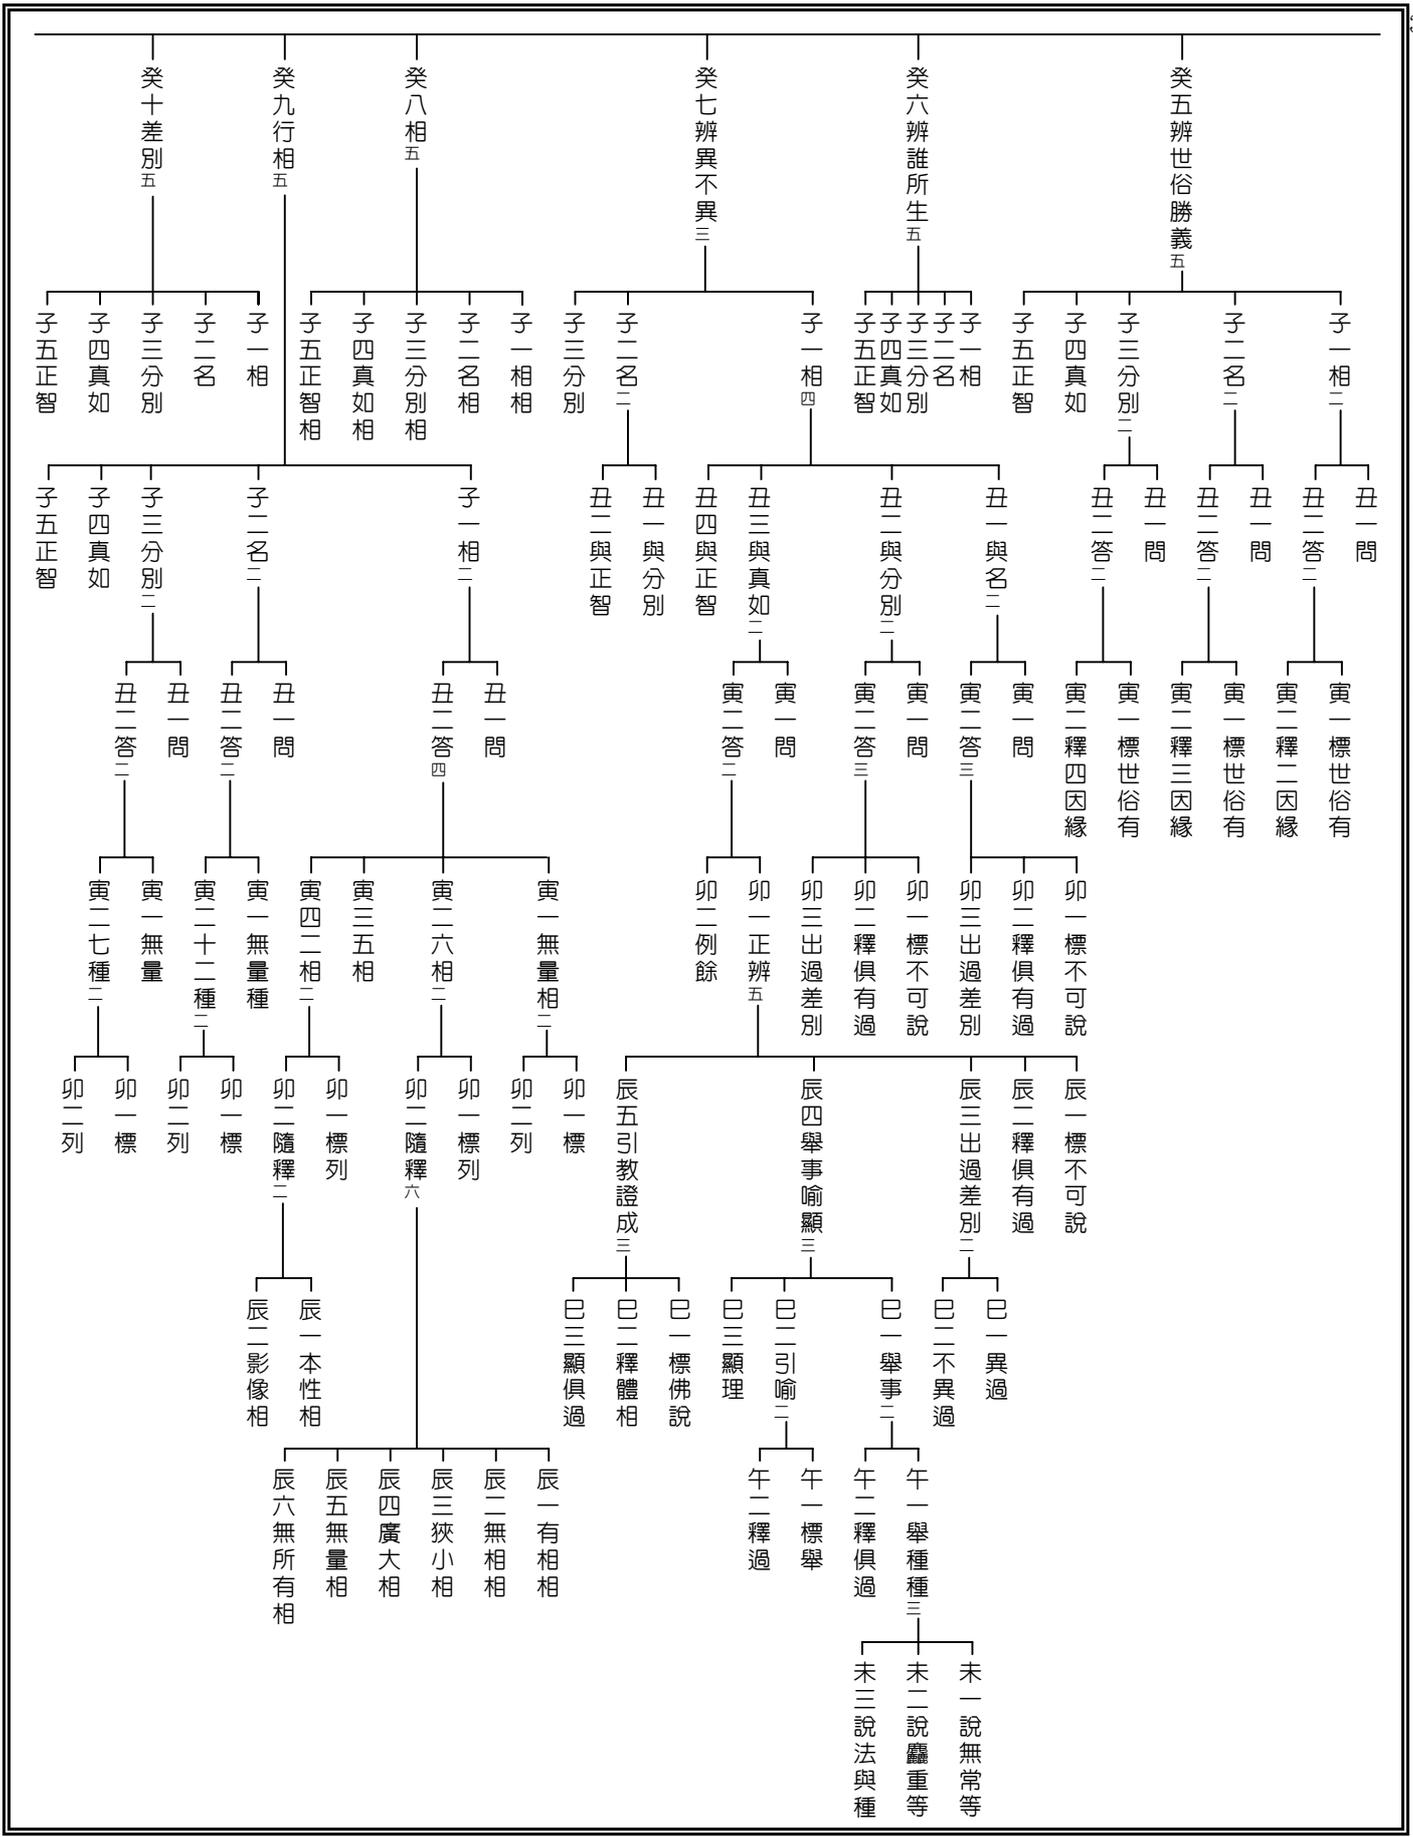 癸五辨世俗勝義五
癸六辨誰所生五
癸七辨異不異三
癸八相五
癸九行相五
癸十差別五
子一相二
子二名二
子三分別二
子四真如
子五正智
子一相
子二名
子三分別
子四真如
子五正智
子一相四
子二名二
子三分別
子一相相
子二名相
子三分別相
子四真如相
子五正智相
子一相
子二名
子三分別
子四真如
子五正智
丑一問
丑二答二
丑一問
丑二答二
丑一問
丑二答二
丑一與名二
丑二與分別二
丑三與真如二
丑四與正智
丑一與分別
丑二與正智
子一相二
子二名二
子三分別二
子四真如
子五正智
寅一標世俗有
寅二釋二因緣
寅一標世俗有
寅二釋三因緣
寅一標世俗有
寅二釋四因緣
寅一問
寅二答三
寅一問
寅二答三
寅一問
寅二答二
丑一問
丑二答四
丑一問
丑二答二
丑一問
丑二答二
卯一標不可說
卯二釋俱有過
卯三出過差別
卯一標不可說
卯二釋俱有過
卯三出過差別
卯一正辨五
卯二例餘
寅一無量相二
寅二六相二
寅三五相
寅四二相二
寅一無量種
寅二十二種二
寅一無量
寅二七種二
辰一標不可說
辰二釋俱有過
辰三出過差別二
辰四舉事喻顯三
辰五引教證成三
卯一標
卯二列
卯一標列
卯二隨釋六
卯一標列
卯二隨釋二
卯一標
卯二列
卯一標
卯二列
巳一異過
巳二不異過
巳一舉事二
巳二引喻二
巳三顯理
巳一標佛說
巳二釋體相
巳三顯俱過
辰一本性相
辰二影像相
午一舉種種三
午二釋俱過
午一標舉
午二釋過
辰一有相相
辰二無相相
辰三狹小相
辰四廣大相
辰五無量相
辰六無所有相
未一說無常等
未二說麤重等
未三說法與種